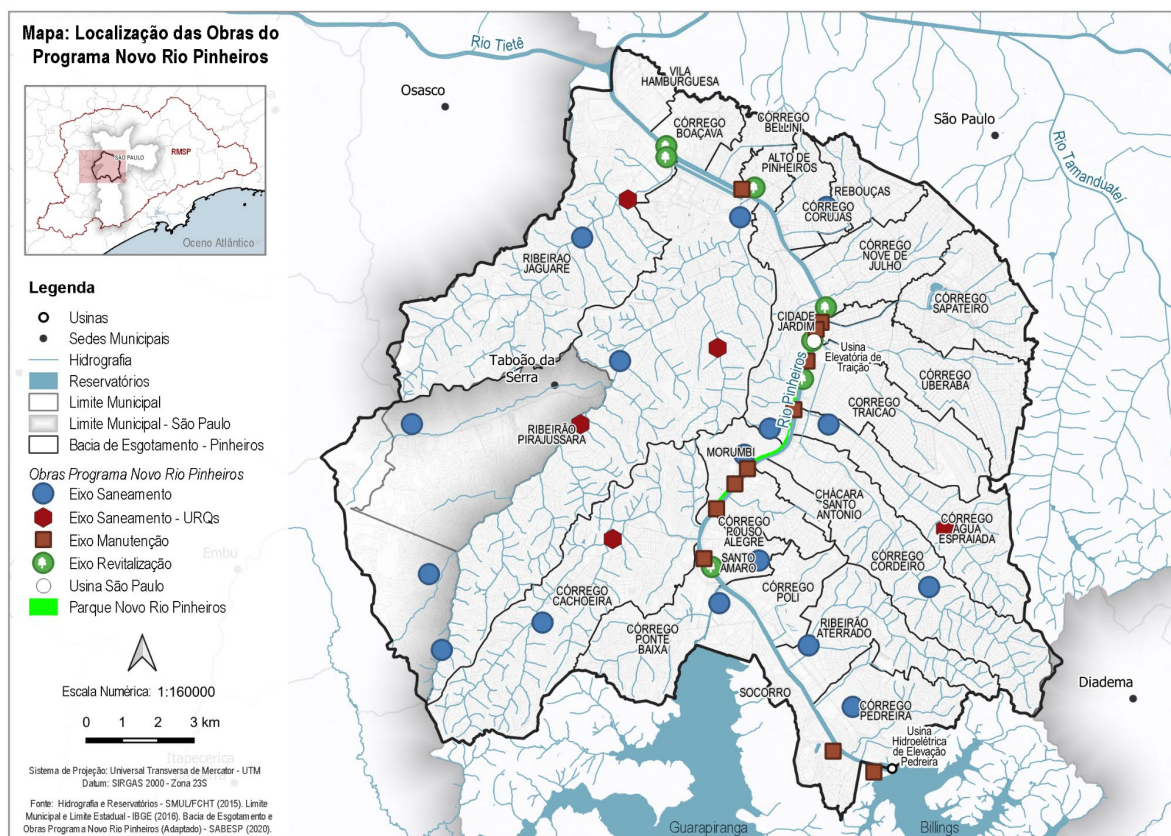 Mapa: Localização das Obras do
Programa Novo Rio Pinheiros
SÃO PAULO
RMSP
Oceno Atlântico
Legenda
Usinas
Sedes Municipais
Hidrografia
Reservatórios
Limite Municipal
Limite Municipal - São Paulo
Bacia de Esgotamento - Pinheiros
Obras Programa Novo Rio Pinheiros
Eixo Saneamento
Eixo Saneamento - URQs
Eixo Manutenção
Eixo Revitalização
Usina São Paulo
Parque Novo Rio Pinheiros
Escala Numérica: 1:160000
0 1 2 3 km
Sistema de Projeção: Universal Transversa de Mercator - UTM
Datum: SIRGAS 2000 - Zona 23S
Fonte: Hidrografia e Reservatórios - SMUL/FCHT (2015). Limite
Municipal e Limite Estadual - IBGE (2016). Bacia de Esgotamento e
Obras Programa Novo Rio Pinheiros (Adaptado) - SABESP (2020).
Embu
Itapecerica
Rio Tietê
Osasco
São Paulo
Rio Tamanduateí
VILA
HAMBURGUESA
CÓRREGO
BOAÇAVA
CÓRREGO
BELLINI
ALTO DE
PINHEIROS
REBOUÇAS
CÓRREGO
CORUJAS
CÓRREGO
NOVE DE
JULHO
RIBEIRÃO
JAGUARÉ
CÓRREGO
SAPATEIRO
CIDADE
JARDIM
Usina
Elevatória de
Traição
Rio Pinheiros
Taboão da
Serra
CÓRREGO
UBERABA
CÓRREGO
TRAICAO
RIBEIRÃO
PIRAJUSSARA
MORUMBI
CHÁCARA
SANTO
ANTONIO
CÓRREGO
ÁGUA
ESPRAIADA
CÓRREGO
POUSO
ALEGRE
SANTO
AMARO
CÓRREGO
CORDEIRO
CÓRREGO
CACHOEIRA
CÓRREGO
POLI
CÓRREGO
PONTE
BAIXA
RIBEIRÃO
ATERRADO
SOCORRO
CÓRREGO
PEDREIRA
Usina
Hidroelétrica
de Elevação
Pedreira
Diadema
Guarapiranga
Billings